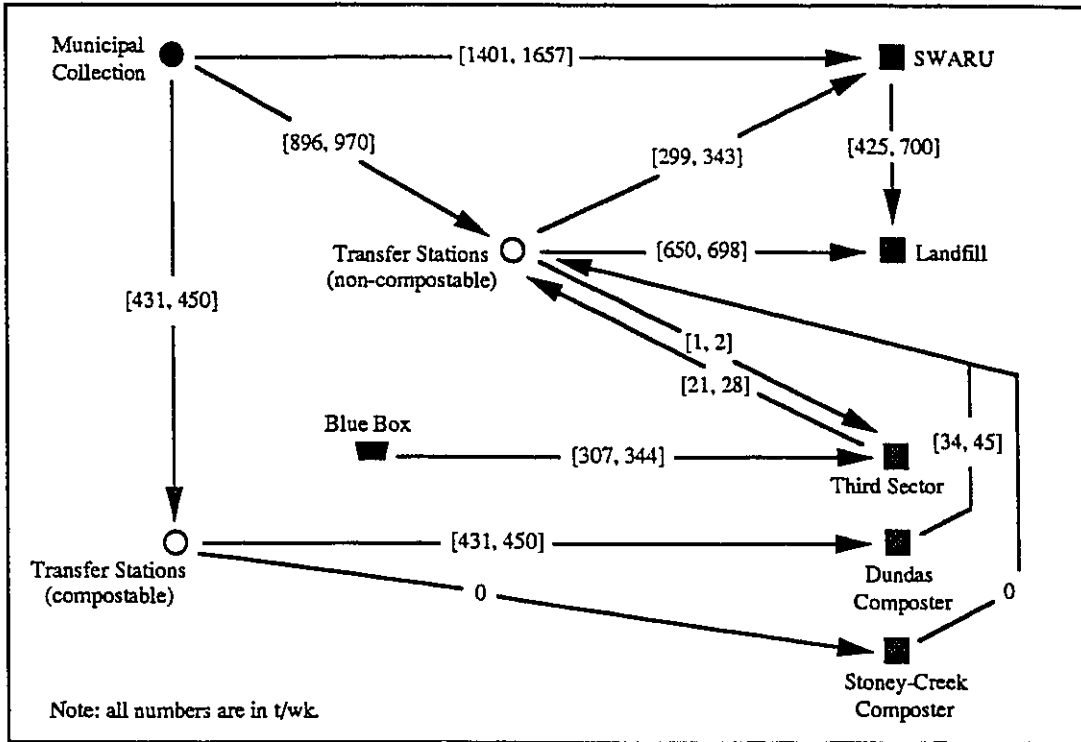 Municipal
Collection
[1401, 1657]
SWARU
[896, 970]
[299, 343]
[425, 700]
Transfer Stations
(non-compostable)
[650, 698]
Landfill
[431, 450]
[1, 2]
[21, 28]
Blue Box
[307, 344]
[34, 45]
Third Sector
[431, 450]
Transfer Stations
(compostable)
Dundas
Composter
0
0
Stoney-Creek
Composter
Note: all numbers are in t/wk.